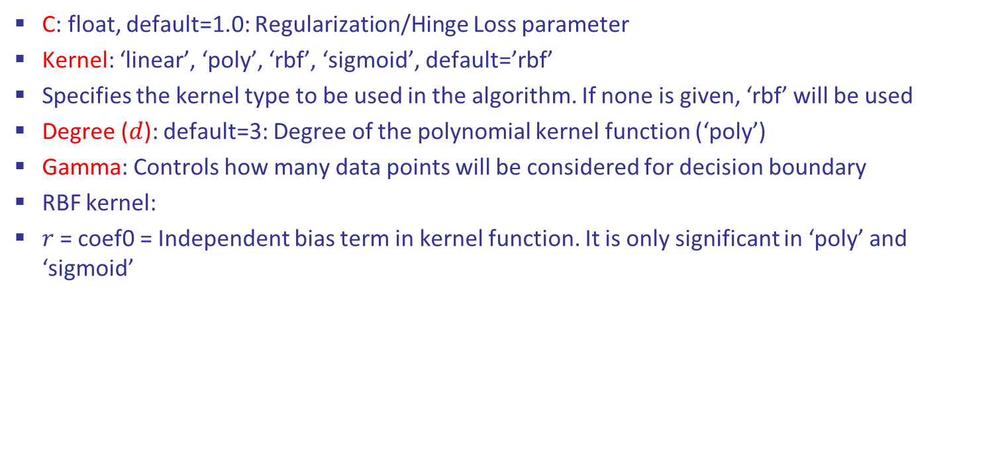 ▪ C: float, default=1.0: Regularization/Hinge Loss parameter
▪ Kernel: ‘linear’, ‘poly’, ‘rbf’, ‘sigmoid’, default=’rbf’
▪ Specifies the kernel type to be used in the algorithm. If none is given, ‘rbf’ will be used
▪ Degree (𝑑): default=3: Degree of the polynomial kernel function (‘poly’)
▪ Gamma: Controls how many data points will be considered for decision boundary
▪ RBF kernel:
▪ 𝑟 = coef0 = Independent bias term in kernel function. It is only significant in ‘poly’ and
‘sigmoid’